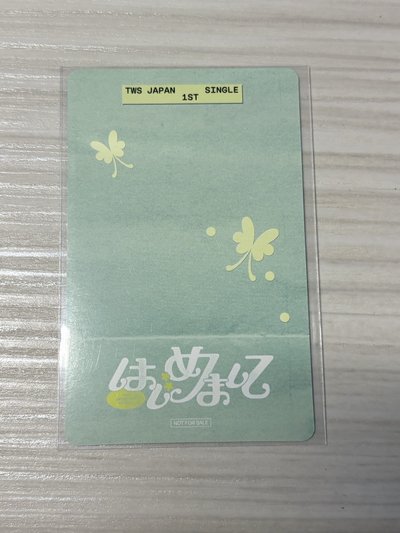 TWS JAPAN SINGLE
1ST
はじめまして
NOT FOR SALE